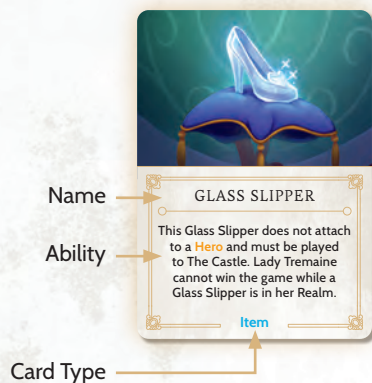 Name
GLASS SLIPPER
Ability
This Glass Slipper does not attach
to a Hero and must be played
to The Castle. Lady Tremaine
cannot win the game while a
Glass Slipper is in her Realm.
Item
Card Type